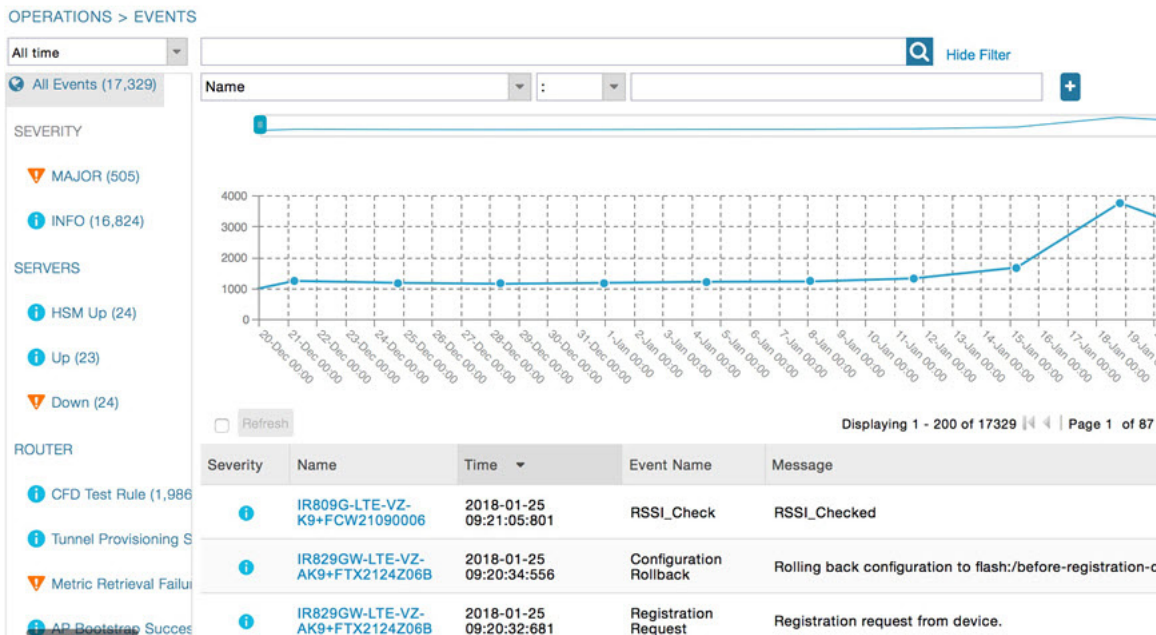 OPERATIONS > EVENTS
All time
Hide Filter
All Events (17,329)
Name
:
SEVERITY
MAJOR (505)
INFO (16,824)
SERVERS
HSM Up (24)
Up (23)
Down (24)
ROUTER
CFD Test Rule (1,986
Tunnel Provisioning S
Metric Retrieval Failu
AP Bootstrap Succes
4000
3000
2000
1000
0
20-Dec 00:00
21-Dec 00:00
22-Dec 00:00
23-Dec 00:00
24-Dec 00:00
25-Dec 00:00
26-Dec 00:00
27-Dec 00:00
28-Dec 00:00
29-Dec 00:00
30-Dec 00:00
31-Dec 00:00
1-Jan 00:00
2-Jan 00:00
3-Jan 00:00
4-Jan 00:00
5-Jan 00:00
6-Jan 00:00
7-Jan 00:00
8-Jan 00:00
9-Jan 00:00
10-Jan 00:00
11-Jan 00:00
12-Jan 00:00
13-Jan 00:00
14-Jan 00:00
15-Jan 00:00
16-Jan 00:00
17-Jan 00:00
18-Jan 00:00
19-Jan
Refresh
Displaying 1 - 200 of 17329
Page 1 of 87
Severity Name Time Event Name Message
IR809G-LTE-VZ-
K9+FCW21090006
2018-01-25
09:21:05:801
RSSI_Check
RSSI_Checked
IR829GW-LTE-VZ-
AK9+FTX2124Z06B
2018-01-25
09:20:34:556
Configuration
Rollback
Rolling back configuration to flash:/before-registration-c
IR829GW-LTE-VZ-
AK9+FTX2124Z06B
2018-01-25
09:20:32:681
Registration
Request
Registration request from device.